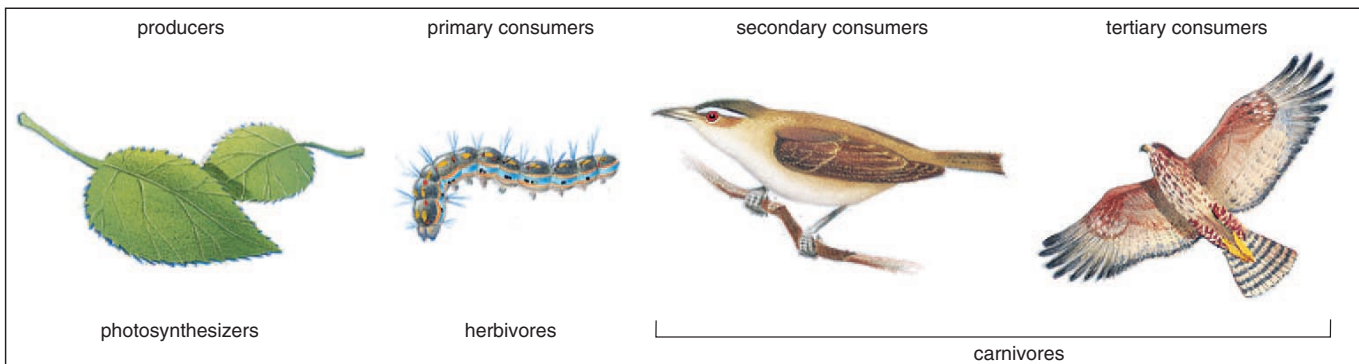 producers
primary consumers
secondary consumers
tertiary consumers
photosynthesizers
herbivores
carnivores